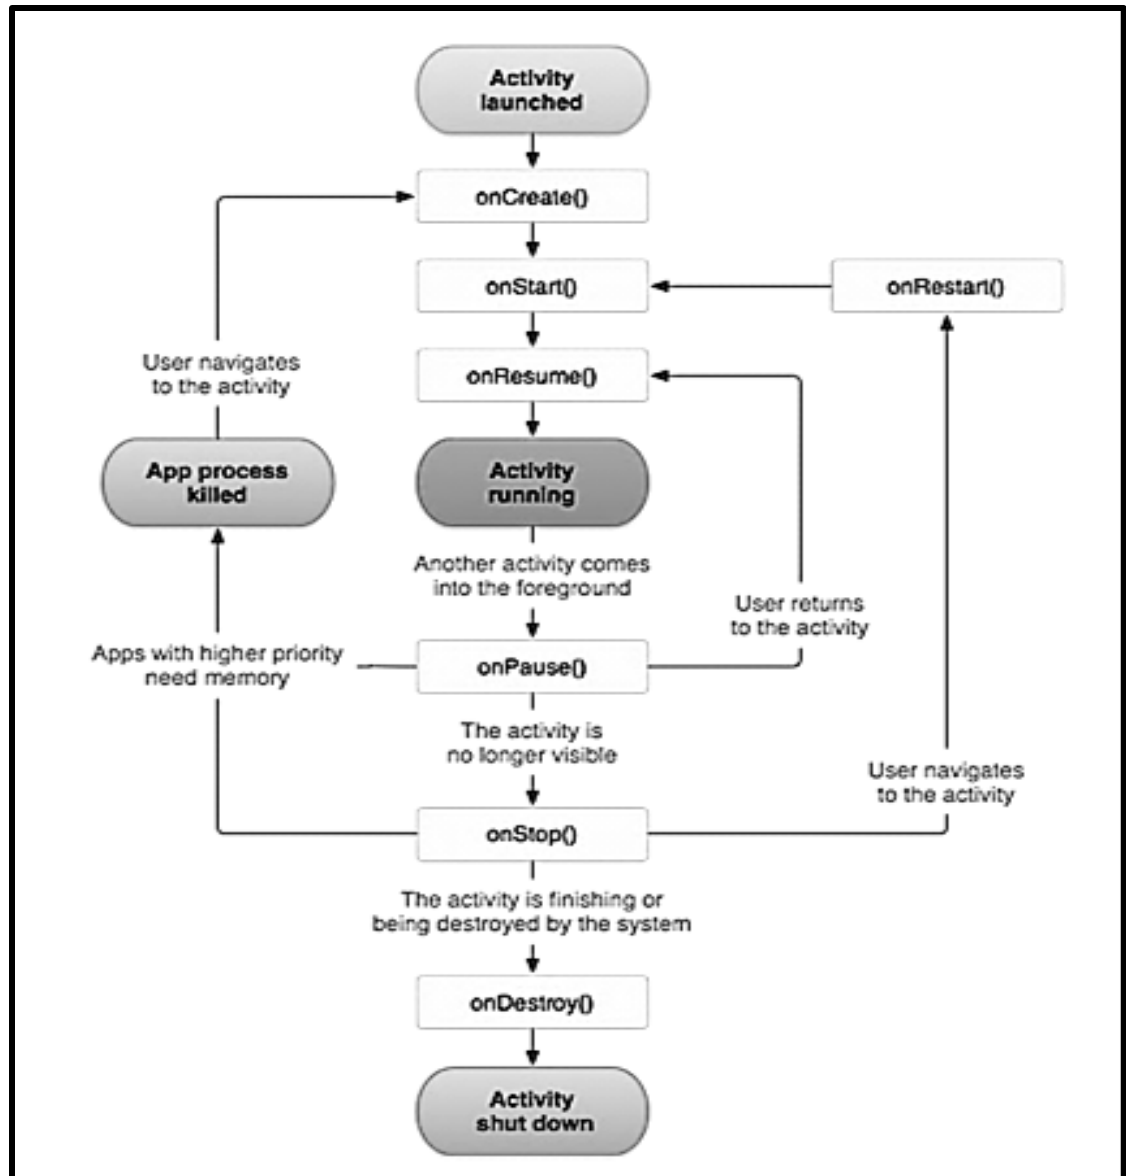 Activity
launched
onCreate()
onStart()
onRestart()
User navigates
to the activity
onResume()
App process
killed
Activity
running
Another activity comes
into the foreground
User returns
to the activity
Apps with higher priority
need memory
onPause()
The activity is
no longer visible
User navigates
to the activity
onStop()
The activity is finishing or
being destroyed by the system
onDestroy()
Activity
shut down